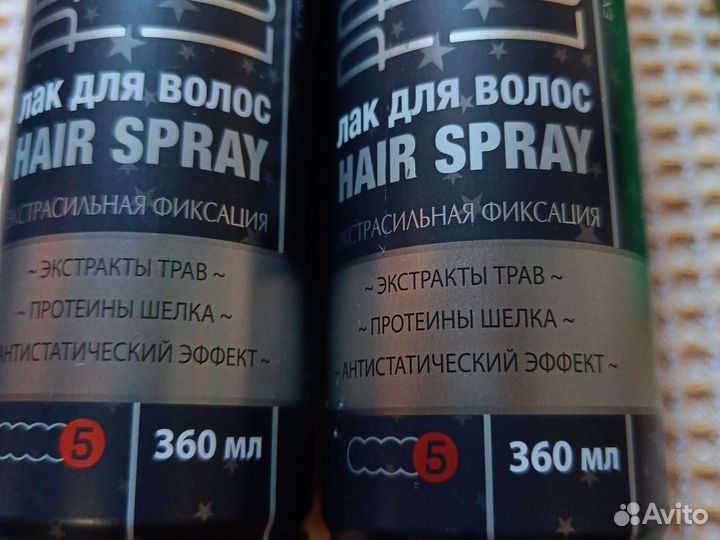 лак для волос
HAIR SPRAY
ЭКСТРАСИЛЬНАЯ ФИКСАЦИЯ
~ ЭКСТРАКТЫ ТРАВ ~
~ ПРОТЕИНЫ ШЕЛКА ~
АНТИСТАТИЧЕСКИЙ ЭФФЕКТ ~
5
360 мл
лак для волос
HAIR SPRAY
ЭКСТРАСИЛЬНАЯ ФИКСАЦИЯ
~ ЭКСТРАКТЫ ТРАВ ~
~ ПРОТЕИНЫ ШЕЛКА ~
~ АНТИСТАТИЧЕСКИЙ ЭФФЕКТ ~
5
360 мл
Avito